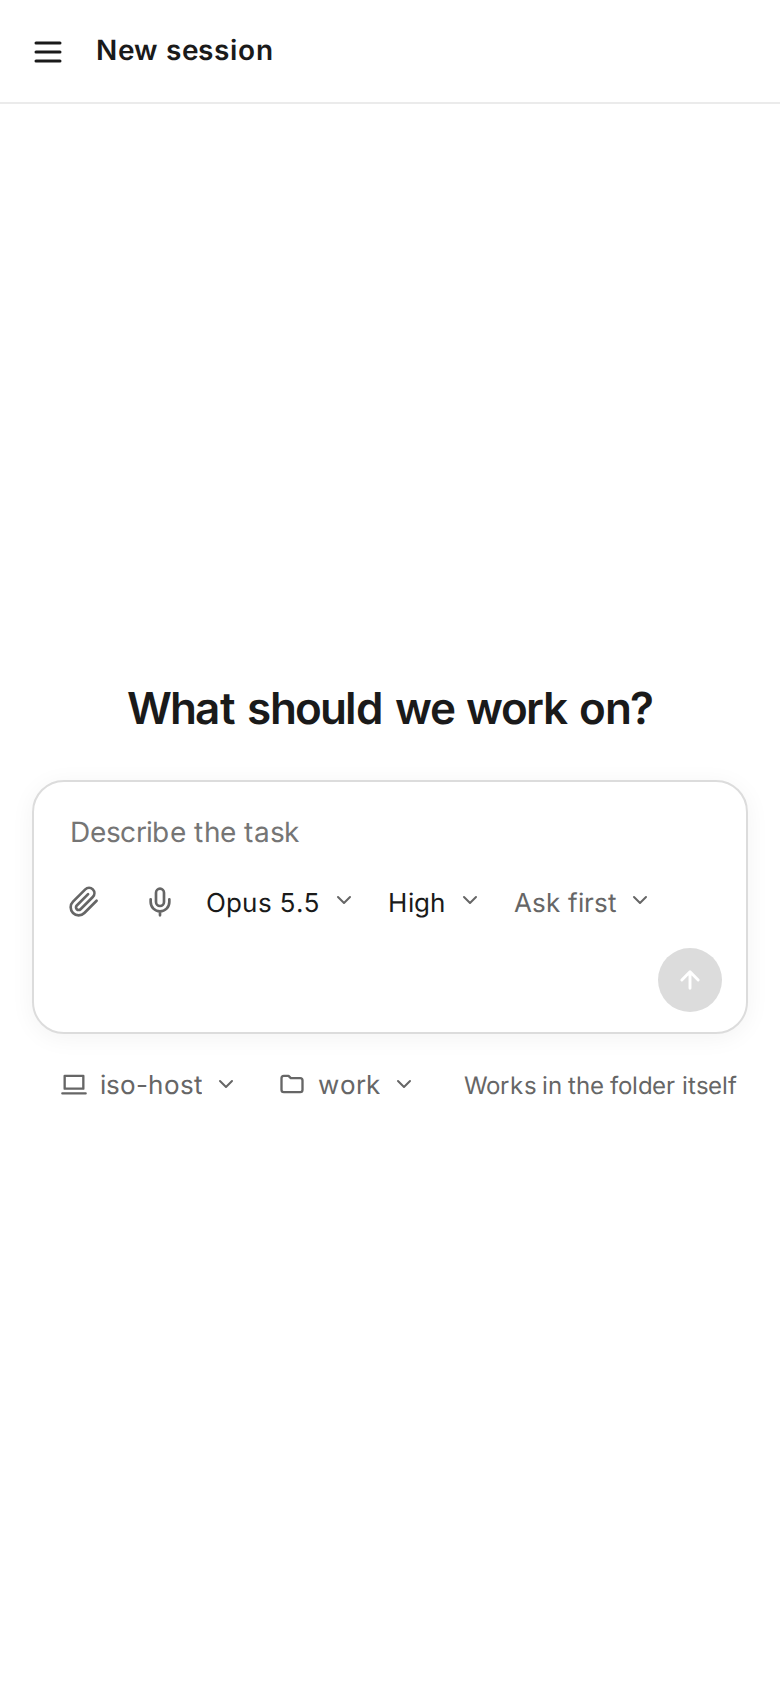 New session
What should we work on?
Describe the task
Opus 5.5 High Ask first
iso-host work Works in the folder itself